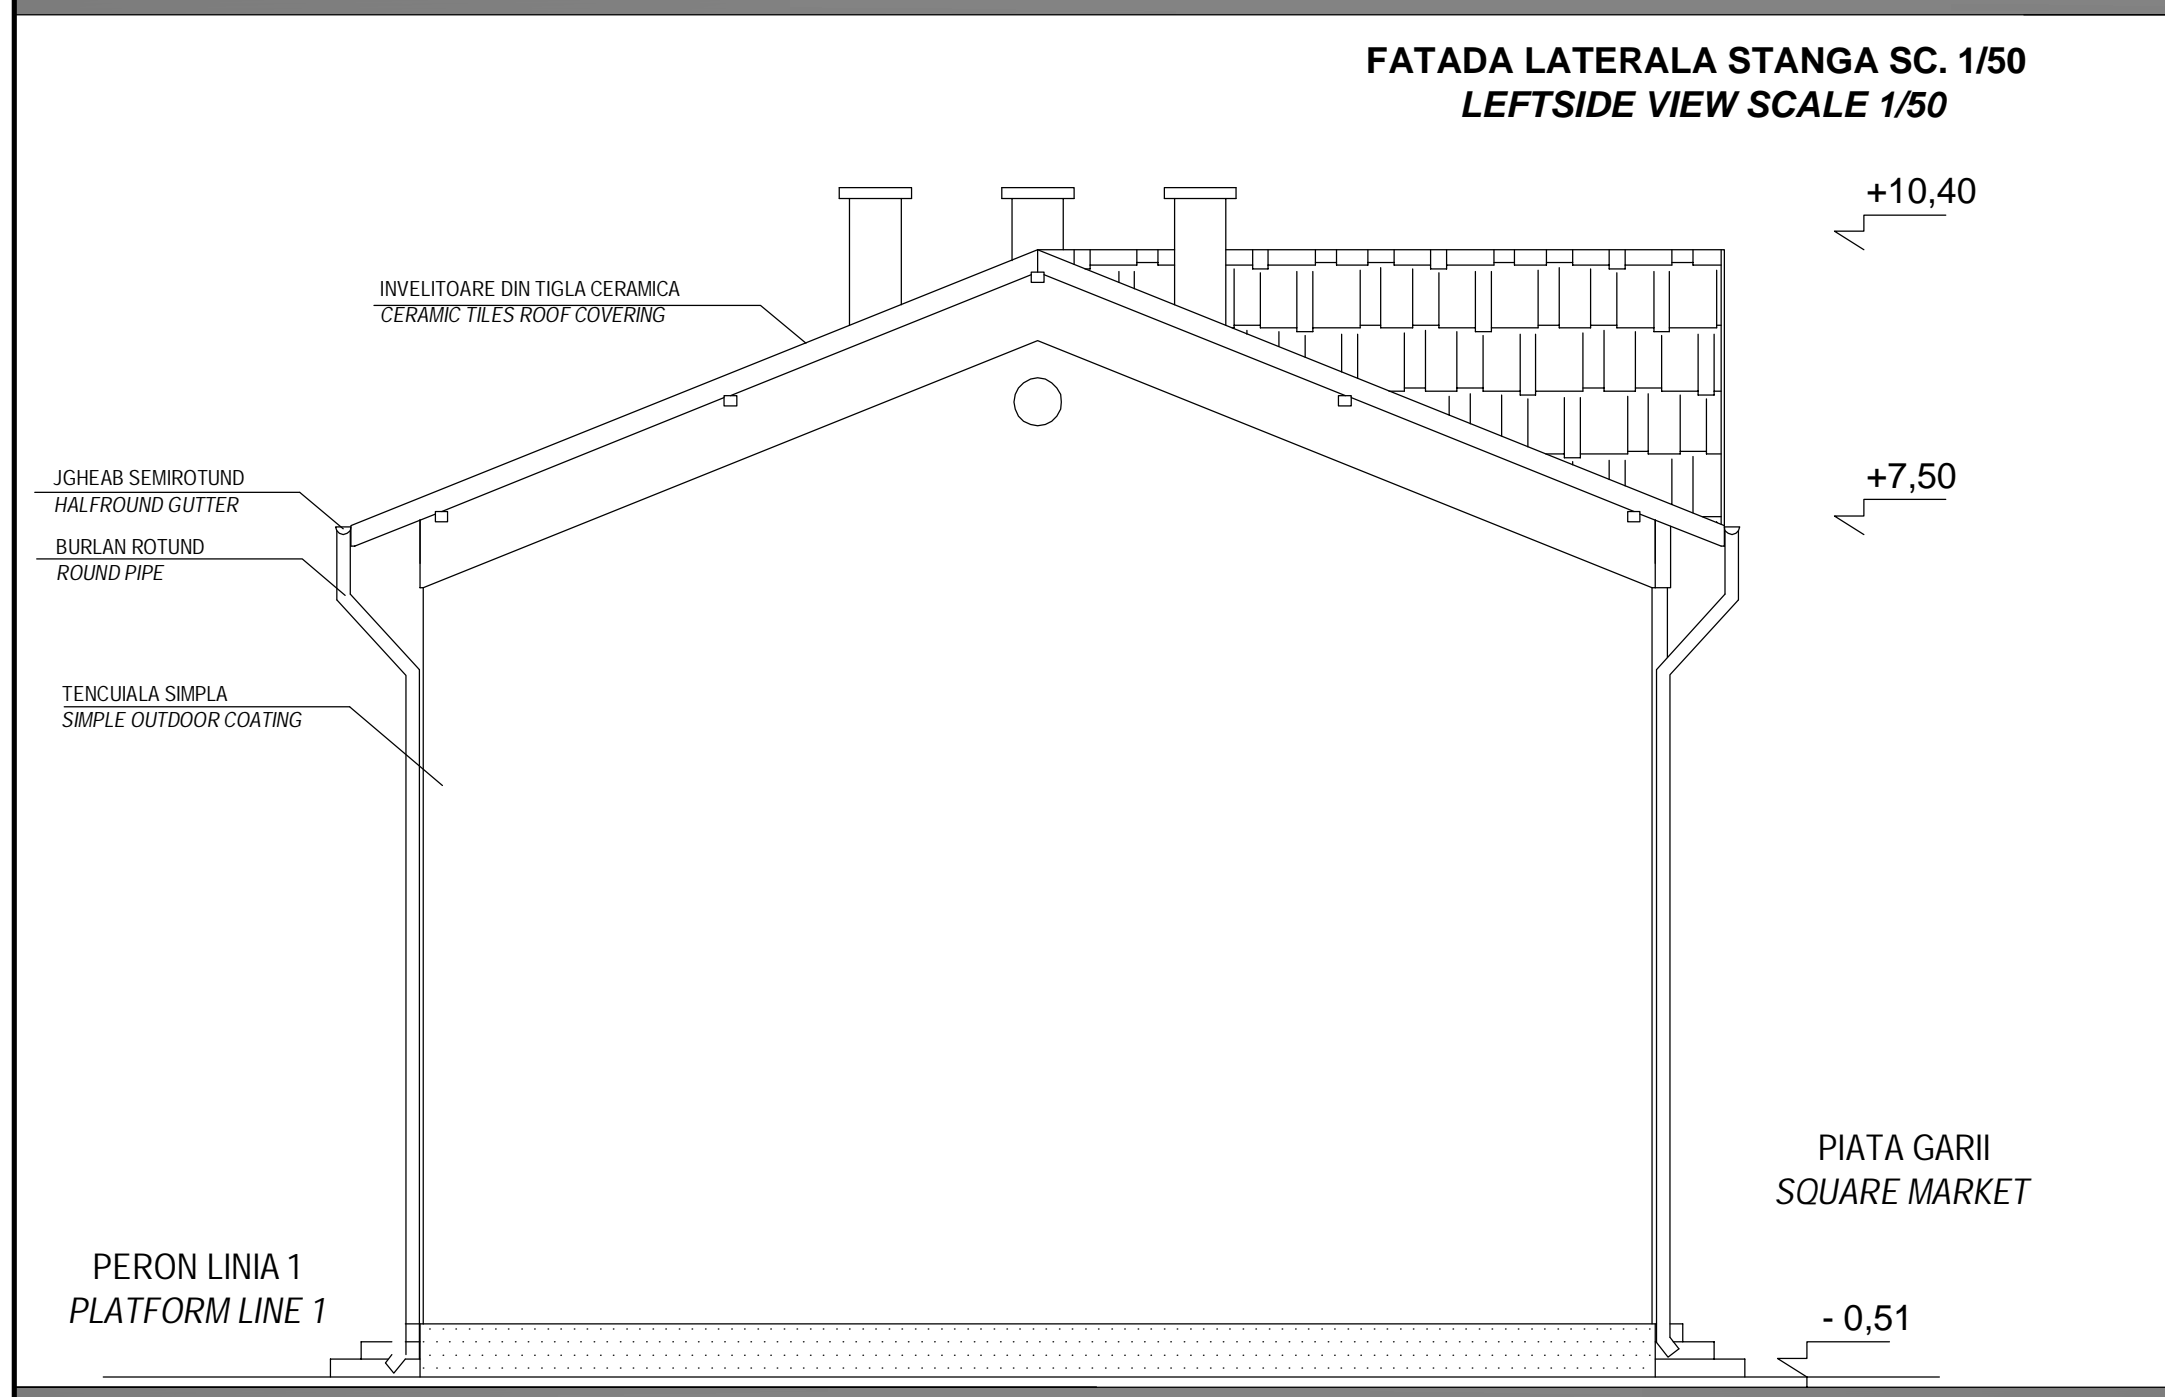 FATADA LATERALA STANGA SC. 1/50
LEFTSIDE VIEW SCALE 1/50
+10,40
INVELITOARE DIN TIGLA CERAMICA
CERAMIC TILES ROOF COVERING
JGHEAB SEMIROTUND
HALFROUND GUTTER
+7,50
BURLAN ROTUND
ROUND PIPE
TENCUIALA SIMPLA
SIMPLE OUTDOOR COATING
PIATA GARII
SQUARE MARKET
PERON LINIA 1
PLATFORM LINE 1
- 0,51